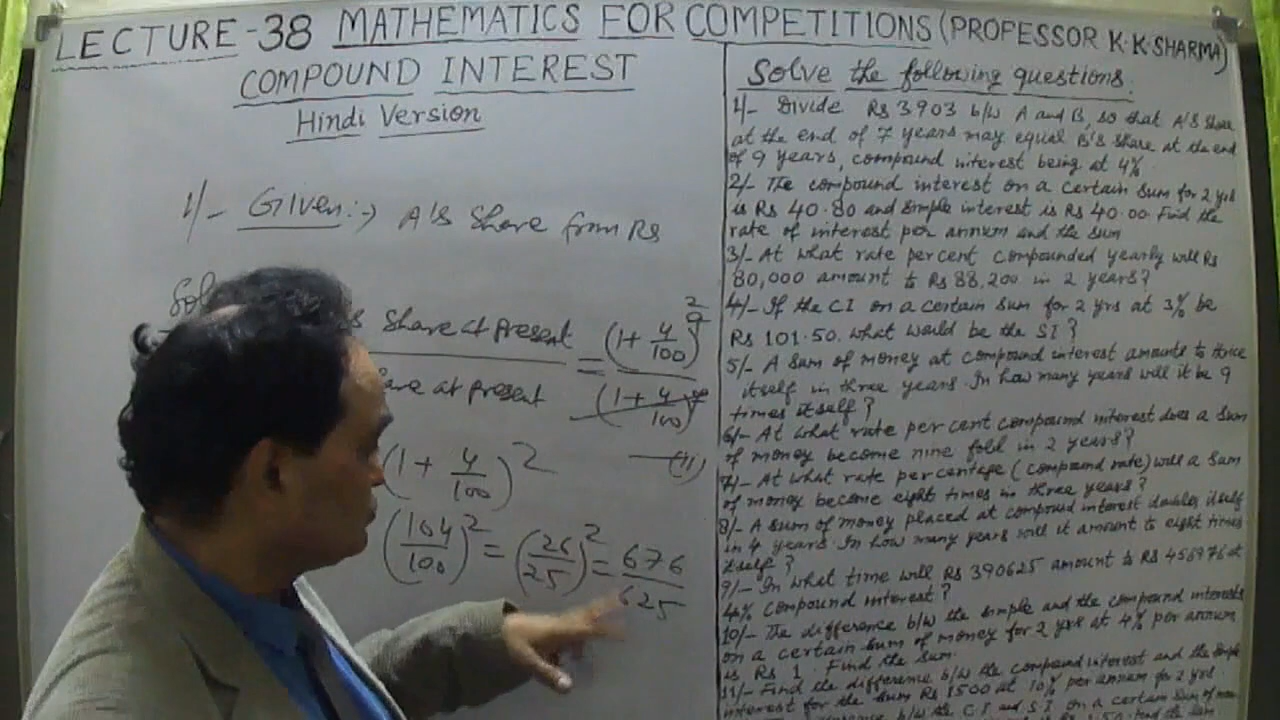 LECTURE-38 MATHEMATICS FOR COMPETITIONS (PROFESSOR K.K.SHARMA)
COMPOUND INTEREST
Hindi Version
1/- Given:-> A's Share from Rs
Sol
s Share at Present = (1+ 4/100)^9
are at present (1+ 4/100)
(1 + 4/100)^2 —(ii)
(104/100)^2 = (26/25)^2 = 676/625
Solve the following questions.
1/- Divide Rs 3903 b/w A and B, so that A's Share
at the end of 7 years may equal B's share at the end
of 9 years, compound interest being at 4%
2/- The compound interest on a certain sum for 2 yrs
is Rs 40.80 and simple interest is Rs 40.00. Find the
rate of interest per annum and the sum
3/- At what rate percent compounded yearly will Rs
80,000 amount to Rs 88,200 in 2 years?
4/- If the CI on a certain sum for 2 yrs at 3% be
Rs 101.50. what would be the SI?
5/- A sum of money at compound interest amounts to thrice
itself in three years. In how many years will it be 9
times itself?
6/- At what rate per cent compound interest does a sum
of money become nine fold in 2 years?
7/- At what rate percentage (compound rate) will a sum
of money become eight times in three years?
8/- A sum of money placed at compound interest doubles itself
in 4 years. In how many years will it amount to eight times
itself?
9/- In what time will Rs 390625 amount to Rs 456976 at
4% compound interest?
10/- The difference b/w the simple and the compound interests
on a certain sum of money for 2 yrs at 4% per annum
is Rs 1. Find the sum.
11/- Find the difference b/w the compound interest and the simple
interest for the sum Rs 1500 at 10% per annum for 2 yrs.
b/w the C.I and S.I on a certain sum of